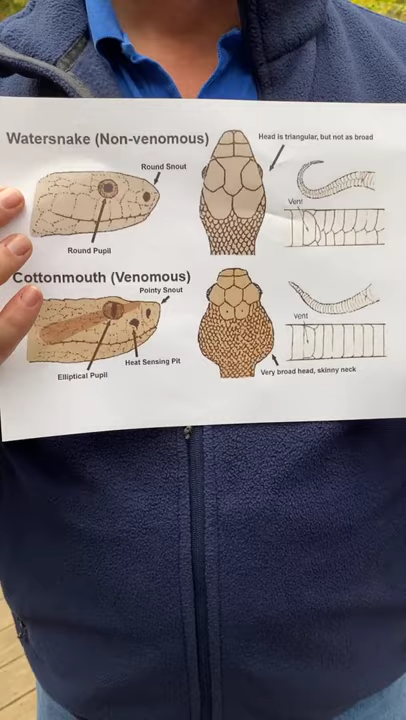 Watersnake (Non-venomous)
Head is triangular, but not as broad
Round Snout
Vent
Round Pupil
Cottonmouth (Venomous)
Pointy Snout
Vent
Heat Sensing Pit
Elliptical Pupil
Very broad head, skinny neck